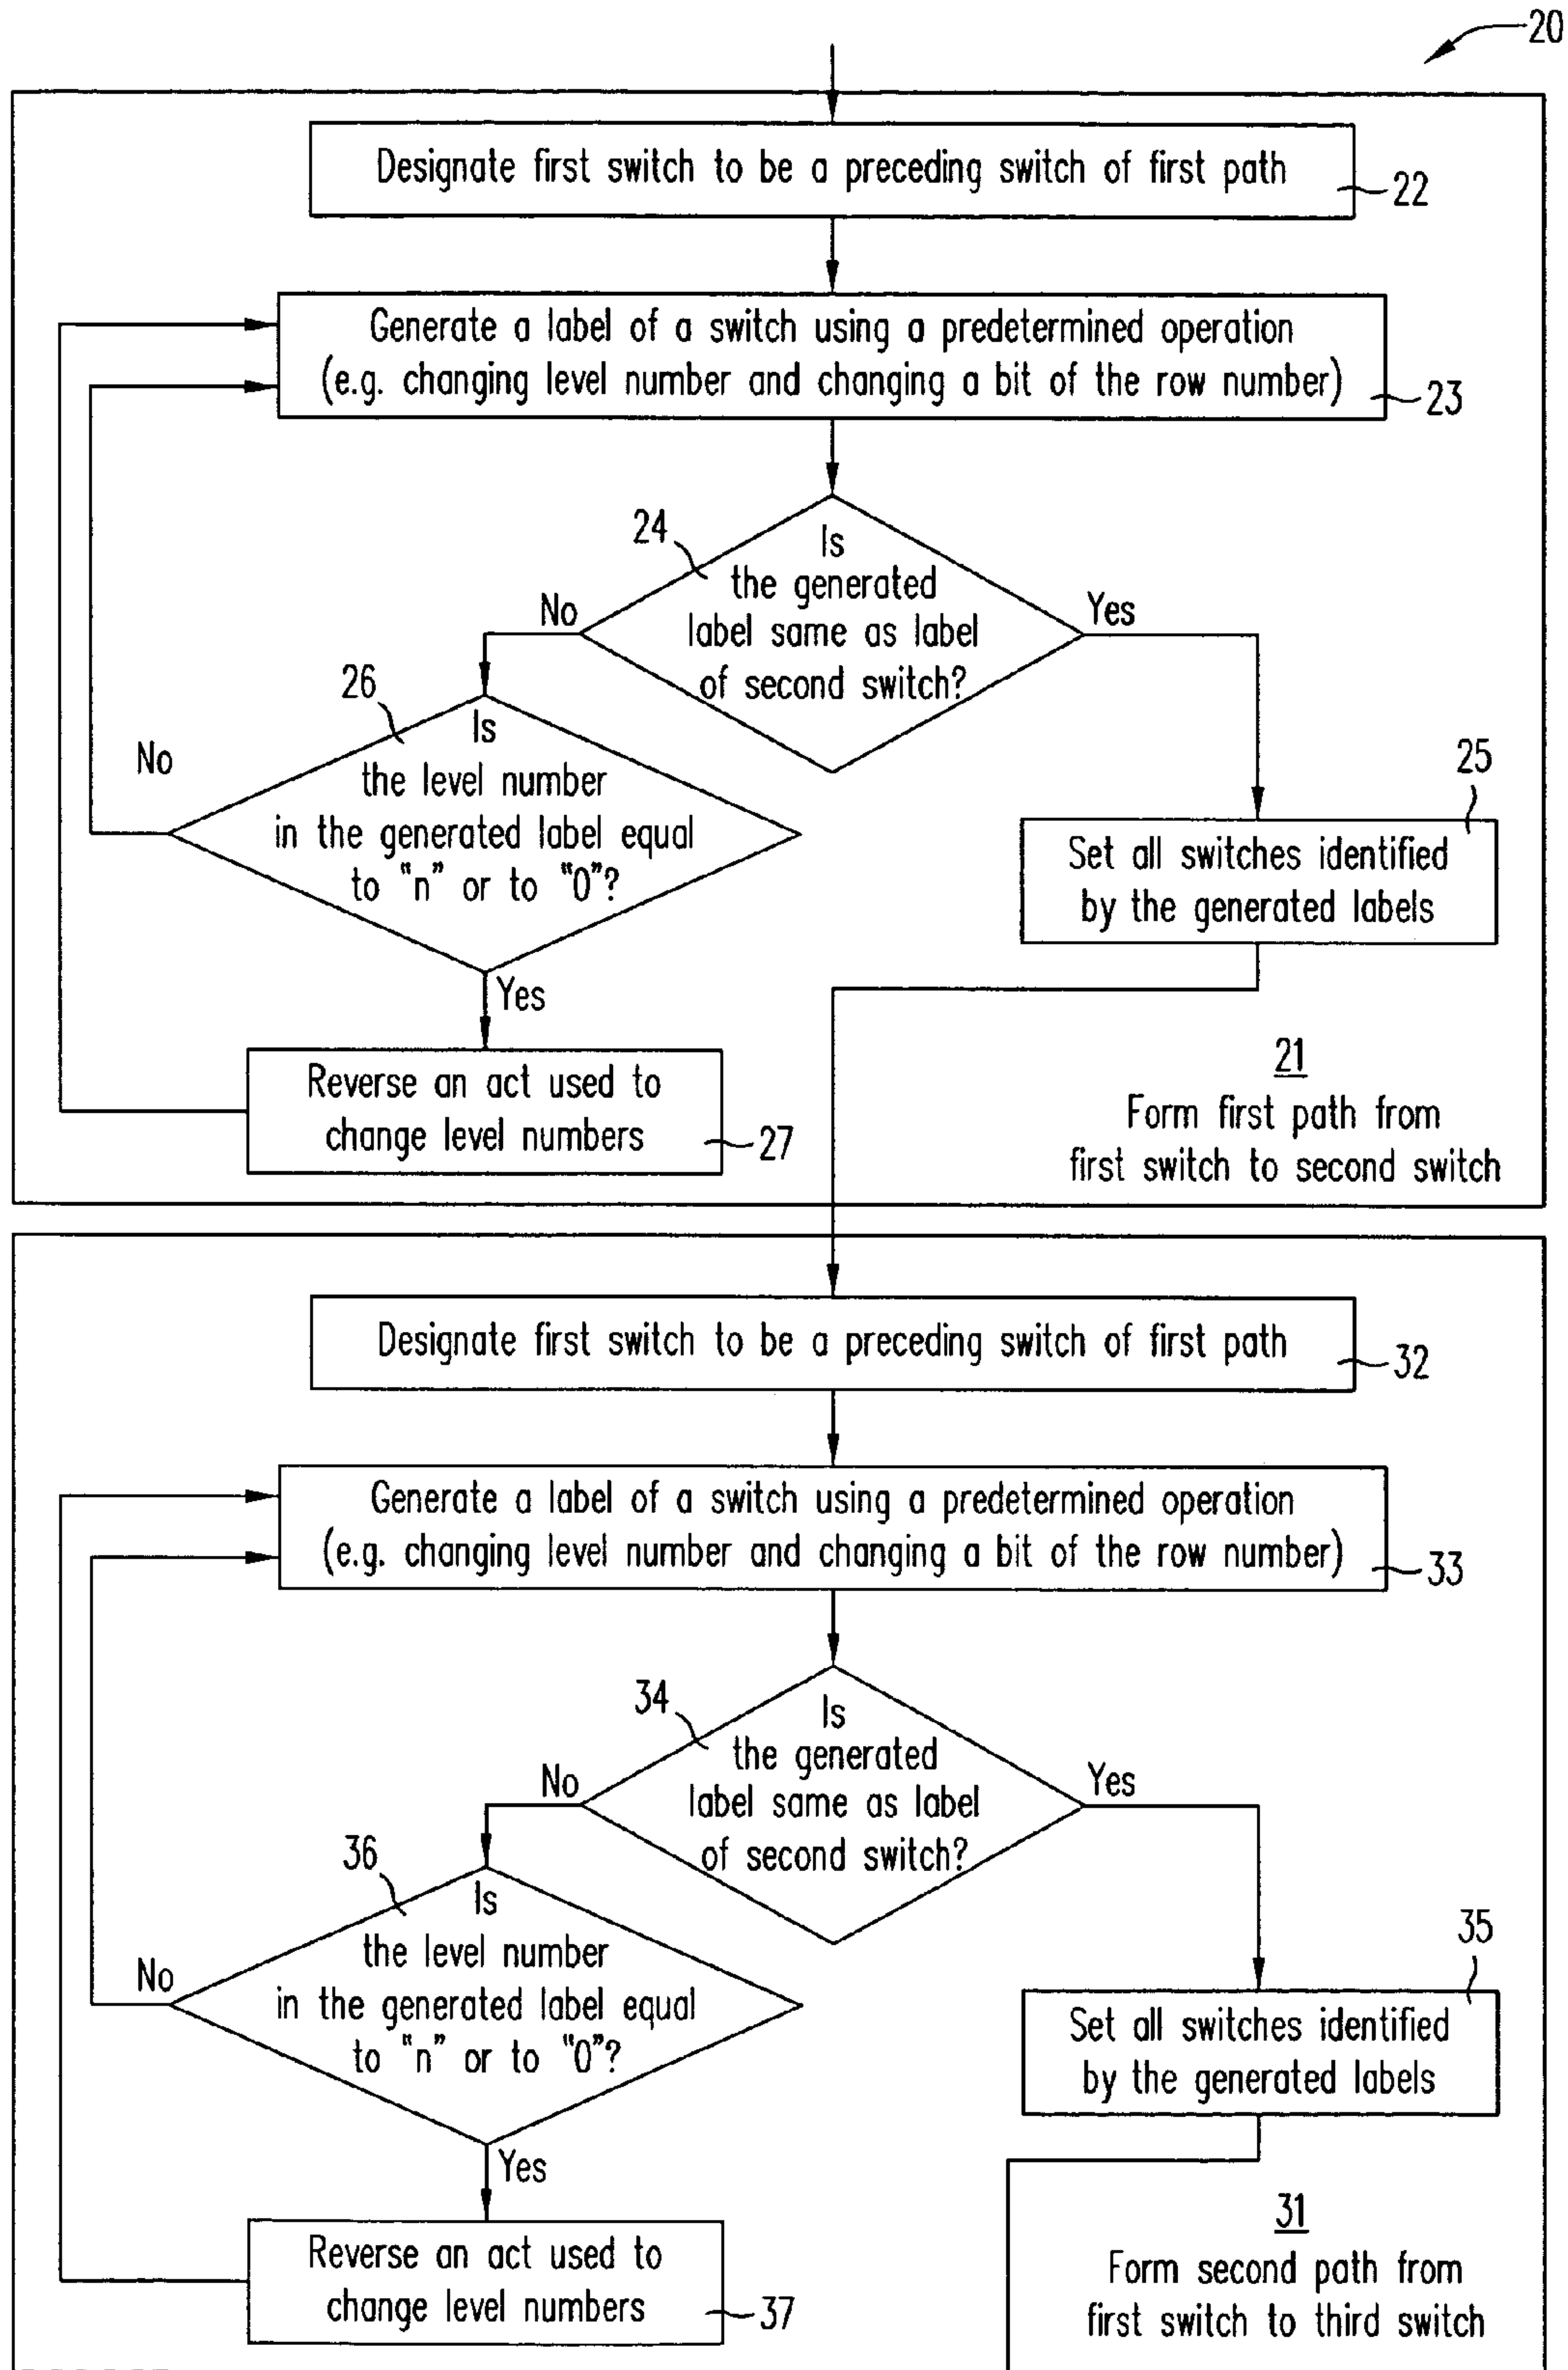 20
Designate first switch to be a preceding switch of first path
22
Generate a label of a switch using a predetermined operation
(e.g. changing level number and changing a bit of the row number)
23
24
Is
the generated
label same as label
of second switch?
No
Yes
26
Is
the level number
in the generated label equal
to "n" or to "0"?
No
Yes
25
Set all switches identified
by the generated labels
Reverse an act used to
change level numbers
27
21
Form first path from
first switch to second switch
Designate first switch to be a preceding switch of first path
32
Generate a label of a switch using a predetermined operation
(e.g. changing level number and changing a bit of the row number)
33
34
Is
the generated
label same as label
of second switch?
No
Yes
36
Is
the level number
in the generated label equal
to "n" or to "0"?
No
Yes
35
Set all switches identified
by the generated labels
Reverse an act used to
change level numbers
37
31
Form second path from
first switch to third switch